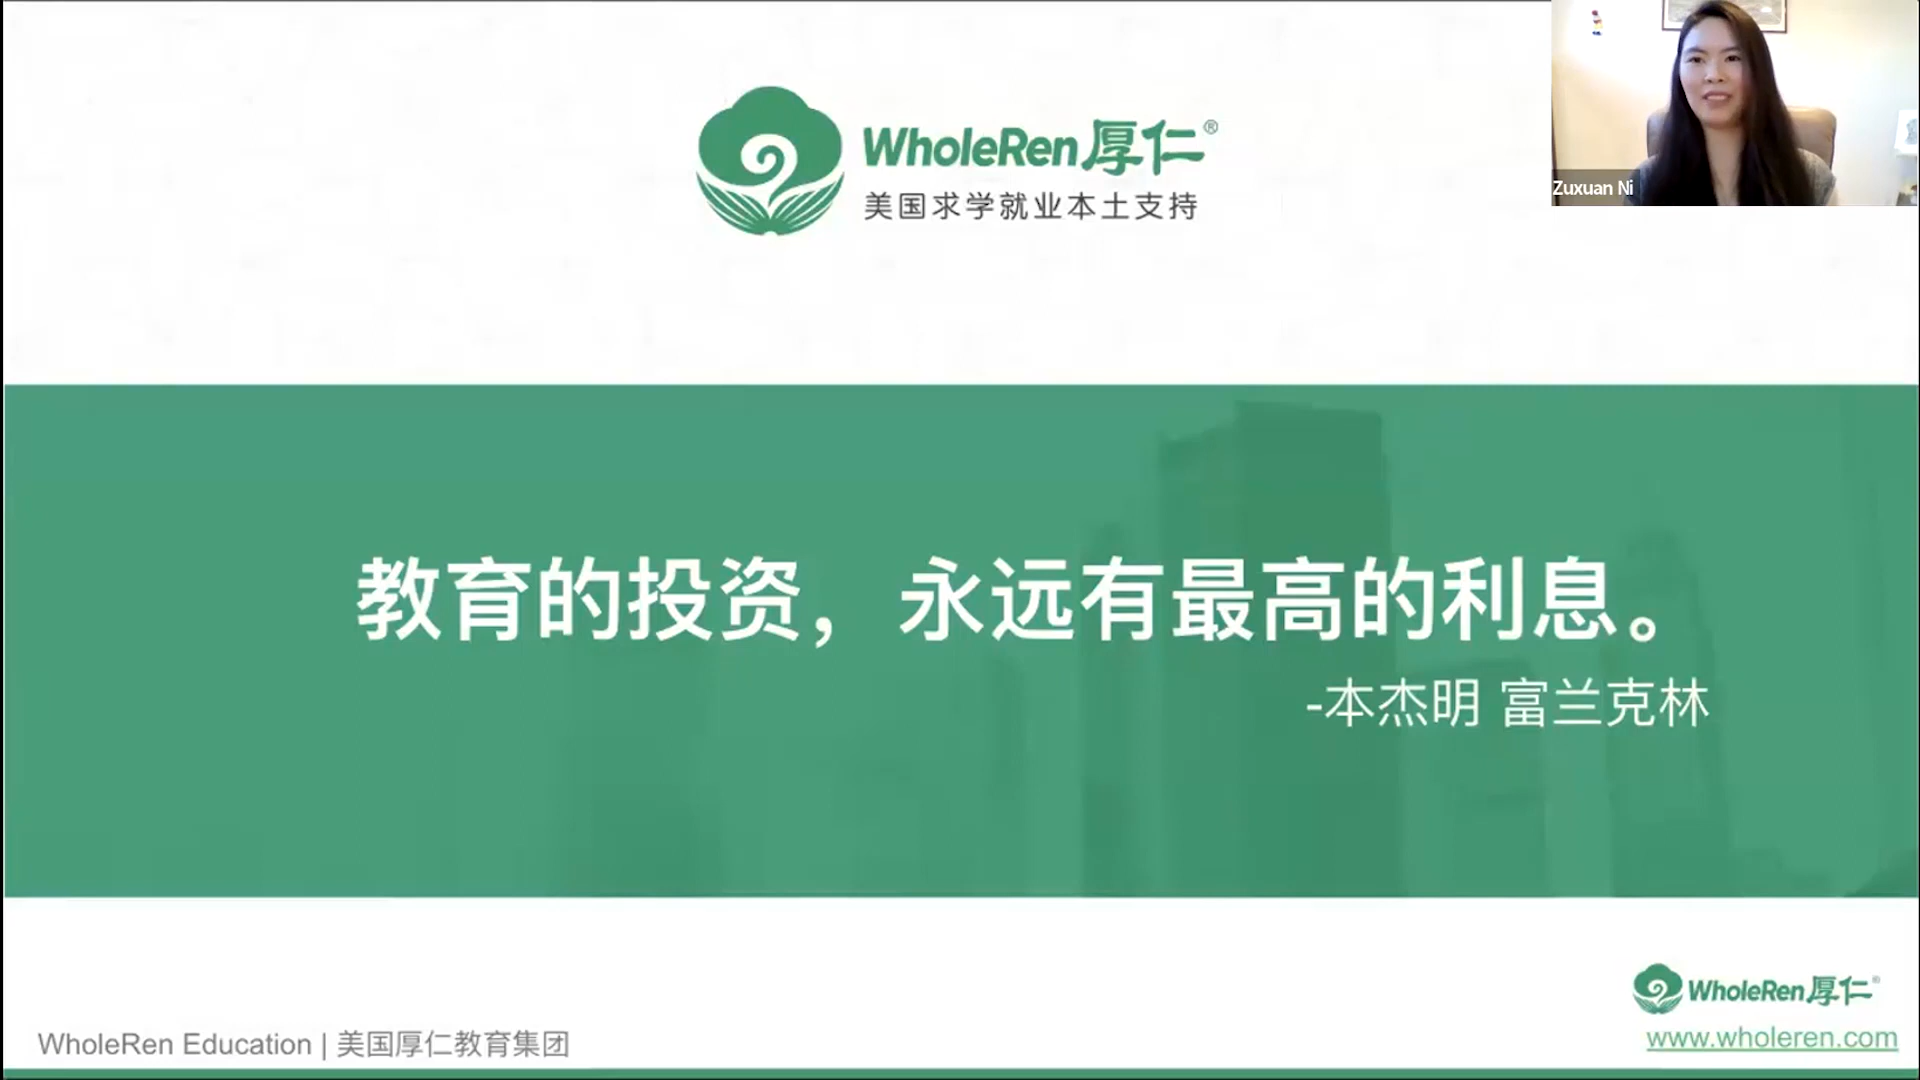 WholeRen厚仁®
美国求学就业本土支持
Zuxuan Ni
教育的投资，永远有最高的利息。
-本杰明 富兰克林
WholeRen厚仁®
www.wholeren.com
WholeRen Education | 美国厚仁教育集团